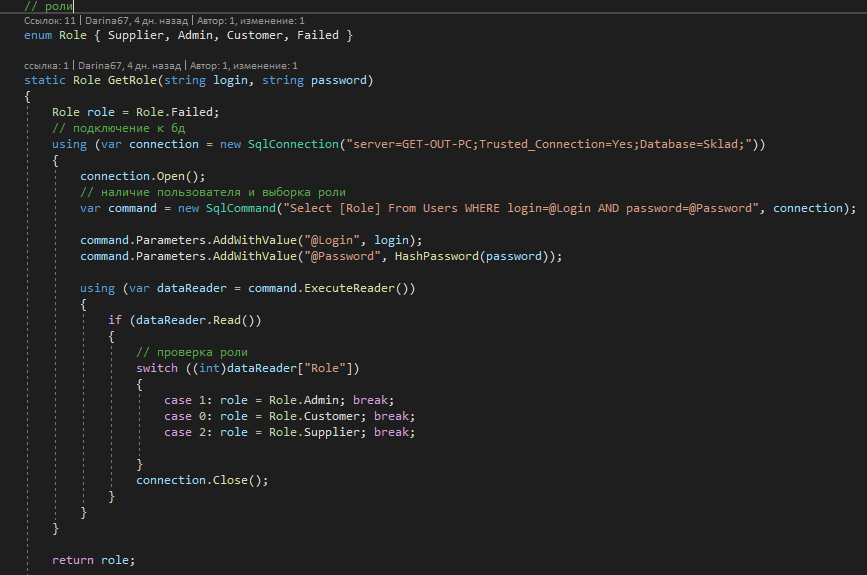 // роли
Ссылок: 11 | Darina67, 4 дн. назад | Автор: 1, изменение: 1
enum Role { Supplier, Admin, Customer, Failed }
ссылка: 1 | Darina67, 4 дн. назад | Автор: 1, изменение: 1
static Role GetRole(string login, string password)
{
Role role = Role.Failed;
// подключение к бд
using (var connection = new SqlConnection("server=GET-OUT-PC;Trusted_Connection=Yes;Database=Sklad;"))
{
connection.Open();
// наличие пользователя и выборка роли
var command = new SqlCommand("Select [Role] From Users WHERE login=@Login AND password=@Password", connection);
command.Parameters.AddWithValue("@Login", login);
command.Parameters.AddWithValue("@Password", HashPassword(password));
using (var dataReader = command.ExecuteReader())
{
if (dataReader.Read())
{
// проверка роли
switch ((int)dataReader["Role"])
{
case 1: role = Role.Admin; break;
case 0: role = Role.Customer; break;
case 2: role = Role.Supplier; break;
}
connection.Close();
}
}
}
return role;